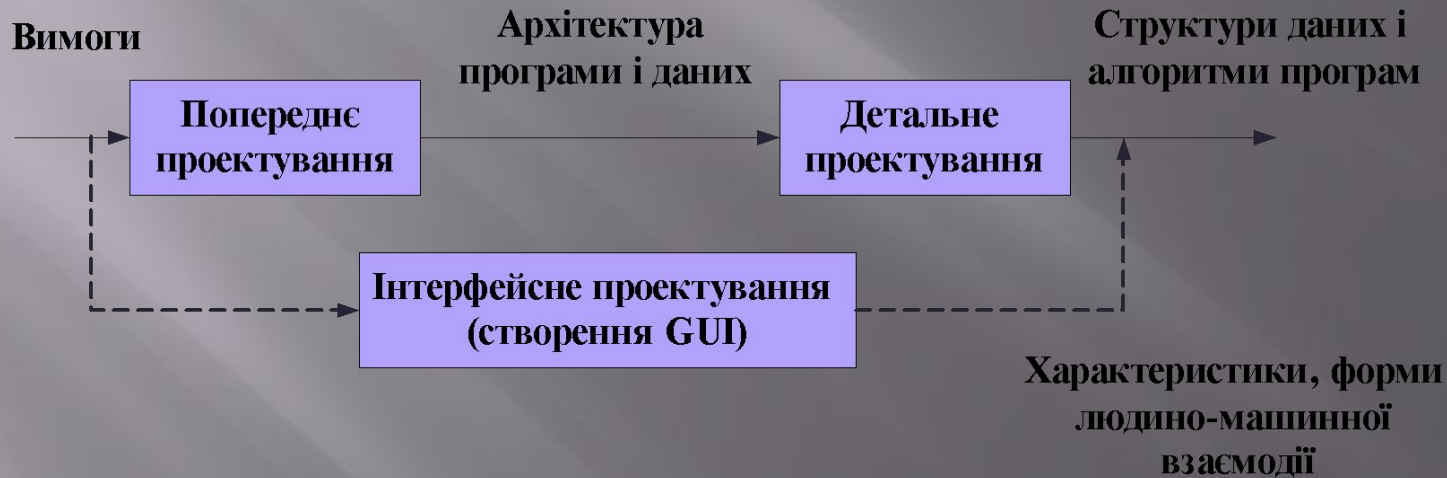 Вимоги
Архітектура
програми і даних
Структури даних і
алгоритми програм
Попереднє
проектування
Детальне
проектування
Інтерфейсне проектування
(створення GUI)
Характеристики, форми
людино-машинної
взаємодії